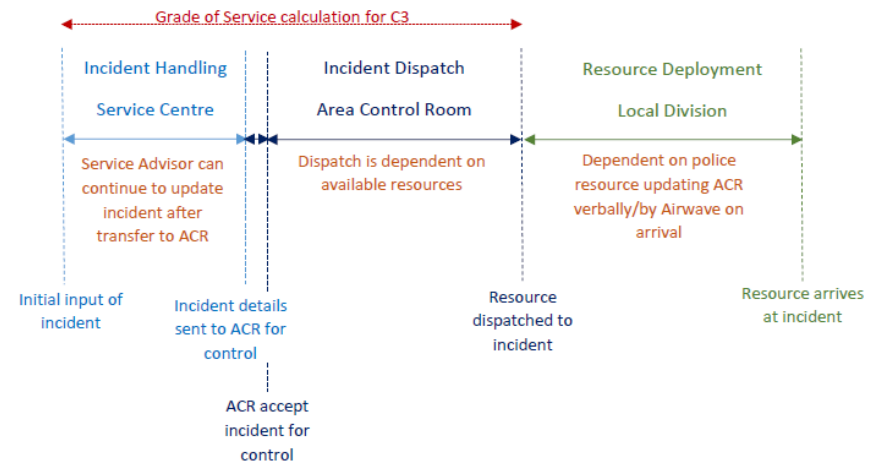 Grade of Service calculation for C3
Incident Handling
Service Centre
Incident Dispatch
Area Control Room
Resource Deployment
Local Division
Service Advisor can
continue to update
incident after
transfer to ACR
Dispatch is dependent on
available resources
Dependent on police
resource updating ACR
verbally/by Airwave on
arrival
Initial input of
incident
Incident details
sent to ACR for
control
ACR accept
incident for
control
Resource
dispatched to
incident
Resource arrives
at incident